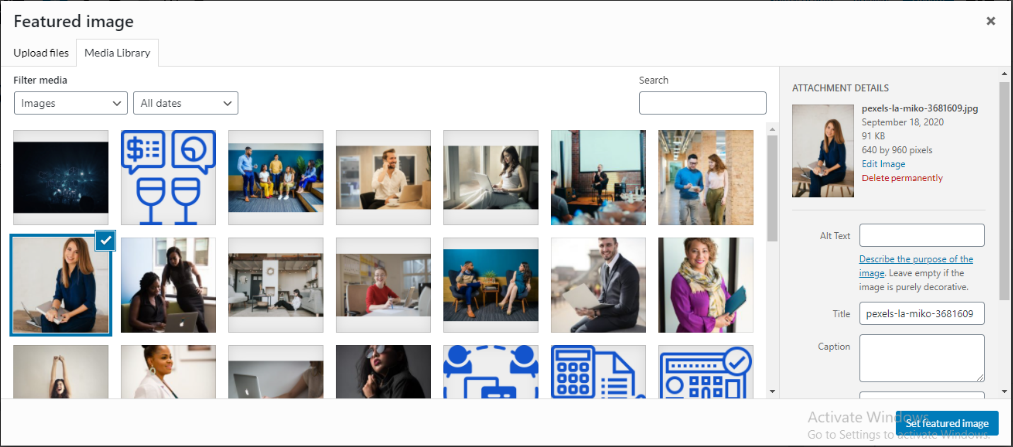 Featured image
Upload files
Media Library
Filter media
Images
All dates
Search
ATTACHMENT DETAILS
pexels-la-miko-3681609.jpg
September 18, 2020
91 KB
640 by 960 pixels
Edit Image
Delete permanently
Alt Text
Describe the purpose of the
image. Leave empty if the
image is purely decorative.
Title
pexels-la-miko-3681609
Caption
Activate Windows
Go to Settings to activate Windows.
Set featured image